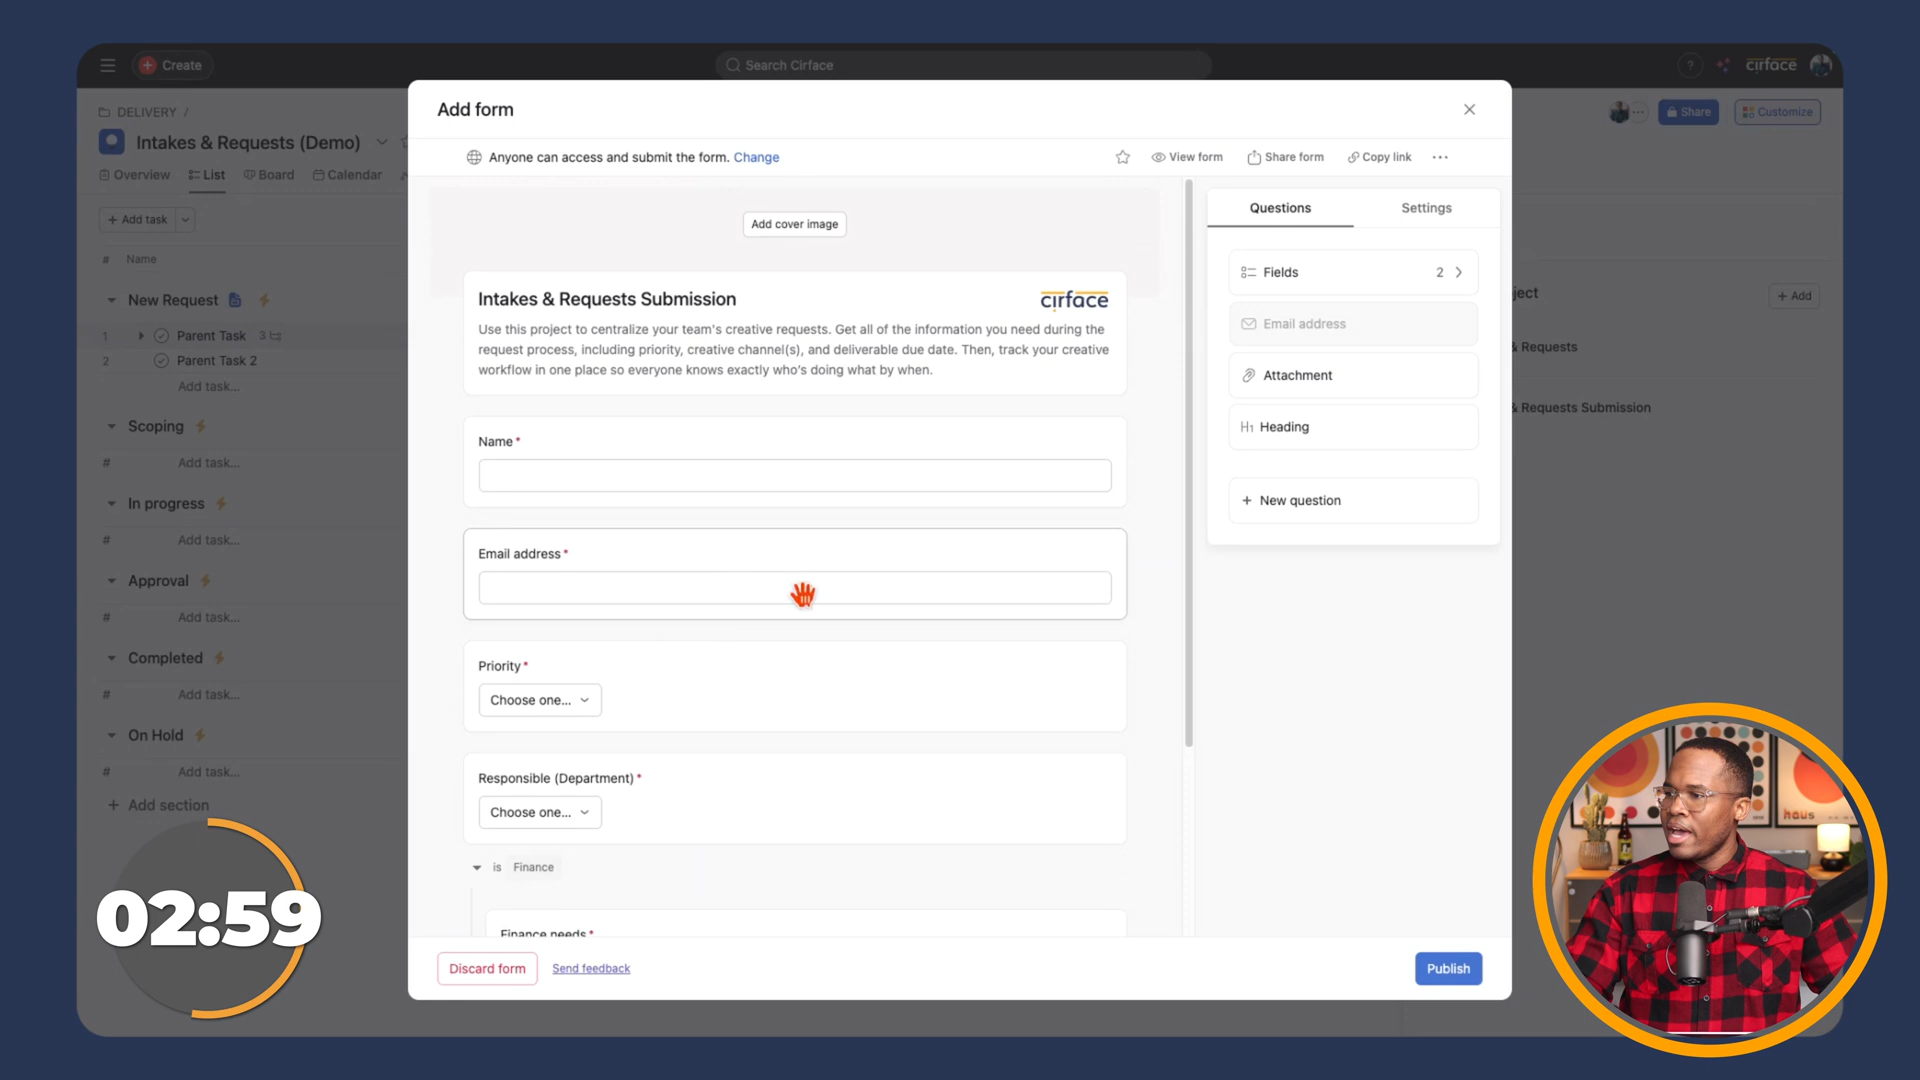 Create
Search Cirface
?
cirface
DELIVERY /
Intakes & Requests (Demo)
Share
Customize
Overview
List
Board
Calendar
+ Add task
# Name
New Request
1 Parent Task 3
2 Parent Task 2
Add task...
Scoping
# Add task...
In progress
# Add task...
Approval
# Add task...
Completed
# Add task...
On Hold
# Add task...
+ Add section
02:59
Add form
Anyone can access and submit the form. Change
View form
Share form
Copy link
Add cover image
Intakes & Requests Submission
cirface
Use this project to centralize your team's creative requests. Get all of the information you need during the
request process, including priority, creative channel(s), and deliverable due date. Then, track your creative
workflow in one place so everyone knows exactly who's doing what by when.
Name*
Email address*
Priority*
Choose one...
Responsible (Department)*
Choose one...
is Finance
Finance needs*
Discard form
Send feedback
Publish
Questions
Settings
Fields 2
Email address
Attachment
H1 Heading
+ New question
ject
+ Add
& Requests
& Requests Submission
haus